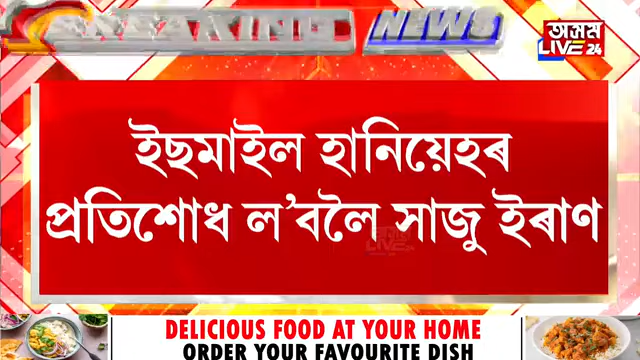 BREAKING NEWS
অসম
LIVE 24
ইছমাইল হানিয়েহৰ
প্ৰতিশোধ ল'বলৈ সাজু ইৰাণ
DELICIOUS FOOD AT YOUR HOME
ORDER YOUR FAVOURITE DISH